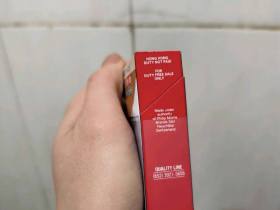 HONG KONG
DUTY NOT PAID
FOR
DUTY FREE SALE
ONLY
Made under
authority
of Philip Morris
Brands Sàrl
Neuchâtel
Switzerland
QUALITY LINE